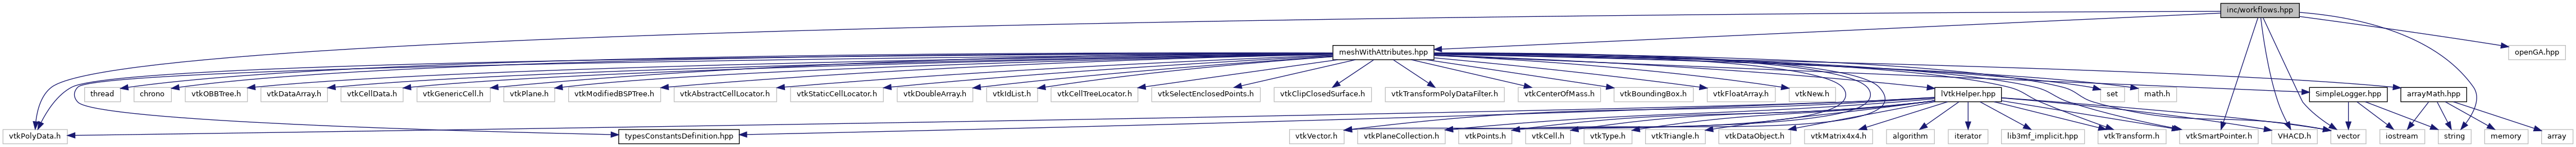 inc/workflows.hpp
meshWithAttributes.hpp
openGA.hpp
thread
chrono
vtkOBBTree.h
vtkDataArray.h
vtkCellData.h
vtkGenericCell.h
vtkPlane.h
vtkModifiedBSPTree.h
vtkAbstractCellLocator.h
vtkStaticCellLocator.h
vtkDoubleArray.h
vtkIdList.h
vtkCellTreeLocator.h
vtkSelectEnclosedPoints.h
vtkClipClosedSurface.h
vtkTransformPolyDataFilter.h
vtkCenterOfMass.h
vtkBoundingBox.h
vtkFloatArray.h
vtkNew.h
lVtkHelper.hpp
set
math.h
SimpleLogger.hpp
arrayMath.hpp
vtkPolyData.h
typesConstantsDefinition.hpp
vtkVector.h
vtkPlaneCollection.h
vtkPoints.h
vtkCell.h
vtkType.h
vtkTriangle.h
vtkDataObject.h
vtkMatrix4x4.h
algorithm
iterator
lib3mf_implicit.hpp
vtkTransform.h
vtkSmartPointer.h
VHACD.h
vector
iostream
string
memory
array